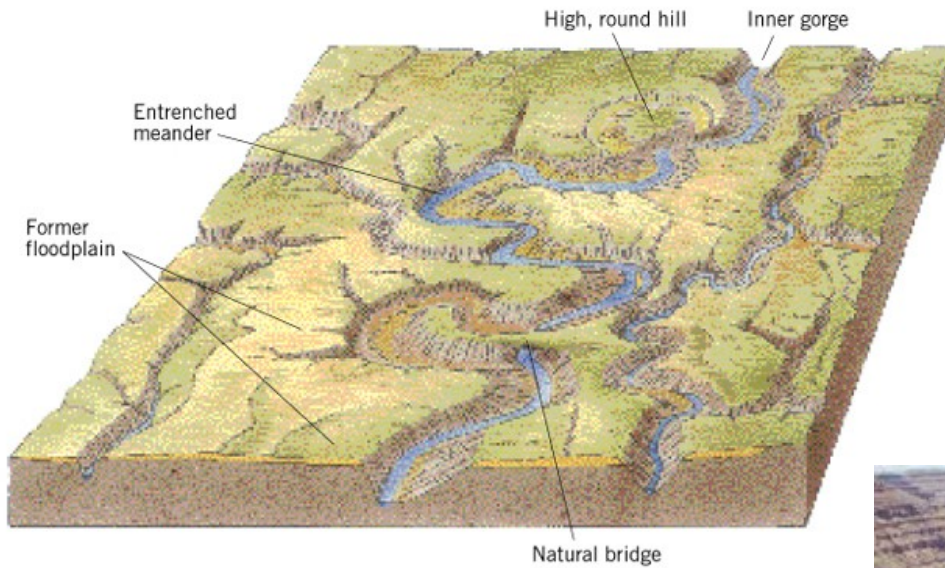 High, round hill
Inner gorge
Entrenched
meander
Former
floodplain
Natural bridge